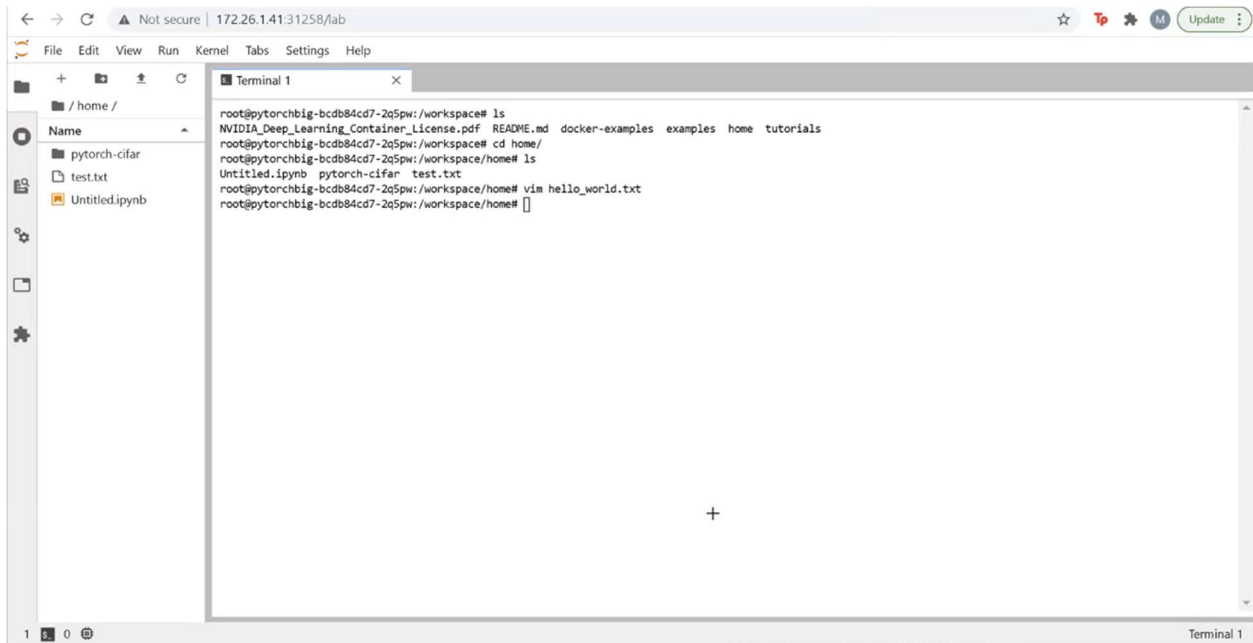 Not secure | 172.26.1.41:31258/lab
Tp M Update
File Edit View Run Kernel Tabs Settings Help
Terminal 1
/ home /
Name
pytorch-cifar
test.txt
Untitled.ipynb
root@pytorchbig-bcdb84cd7-2q5pw:/workspace# ls
NVIDIA_Deep_Learning_Container_License.pdf README.md docker-examples examples home tutorials
root@pytorchbig-bcdb84cd7-2q5pw:/workspace# cd home/
root@pytorchbig-bcdb84cd7-2q5pw:/workspace/home# ls
Untitled.ipynb pytorch-cifar test.txt
root@pytorchbig-bcdb84cd7-2q5pw:/workspace/home# vim hello_world.txt
root@pytorchbig-bcdb84cd7-2q5pw:/workspace/home#
1 $_ 0
Terminal 1